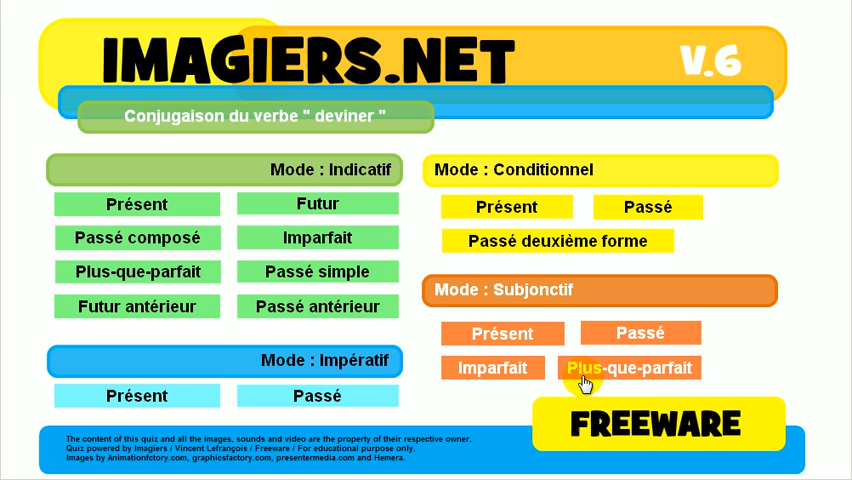 IMAGIERS.NET
V.6
Conjugaison du verbe " deviner "
Mode : Indicatif
Présent
Futur
Passé composé
Imparfait
Plus-que-parfait
Passé simple
Futur antérieur
Passé antérieur
Mode : Impératif
Présent
Passé
Mode : Conditionnel
Présent
Passé
Passé deuxième forme
Mode : Subjonctif
Présent
Passé
Imparfait
Plus-que-parfait
FREEWARE
The content of this quiz and all the images, sounds and video are the property of their respective owner.
Quiz powered by Imagiers / Vincent Lefrançois / Freeware / For educational purpose only.
Images by Animationfctory.com, graphicsfactory.com, presentermedia.com and Hemera.